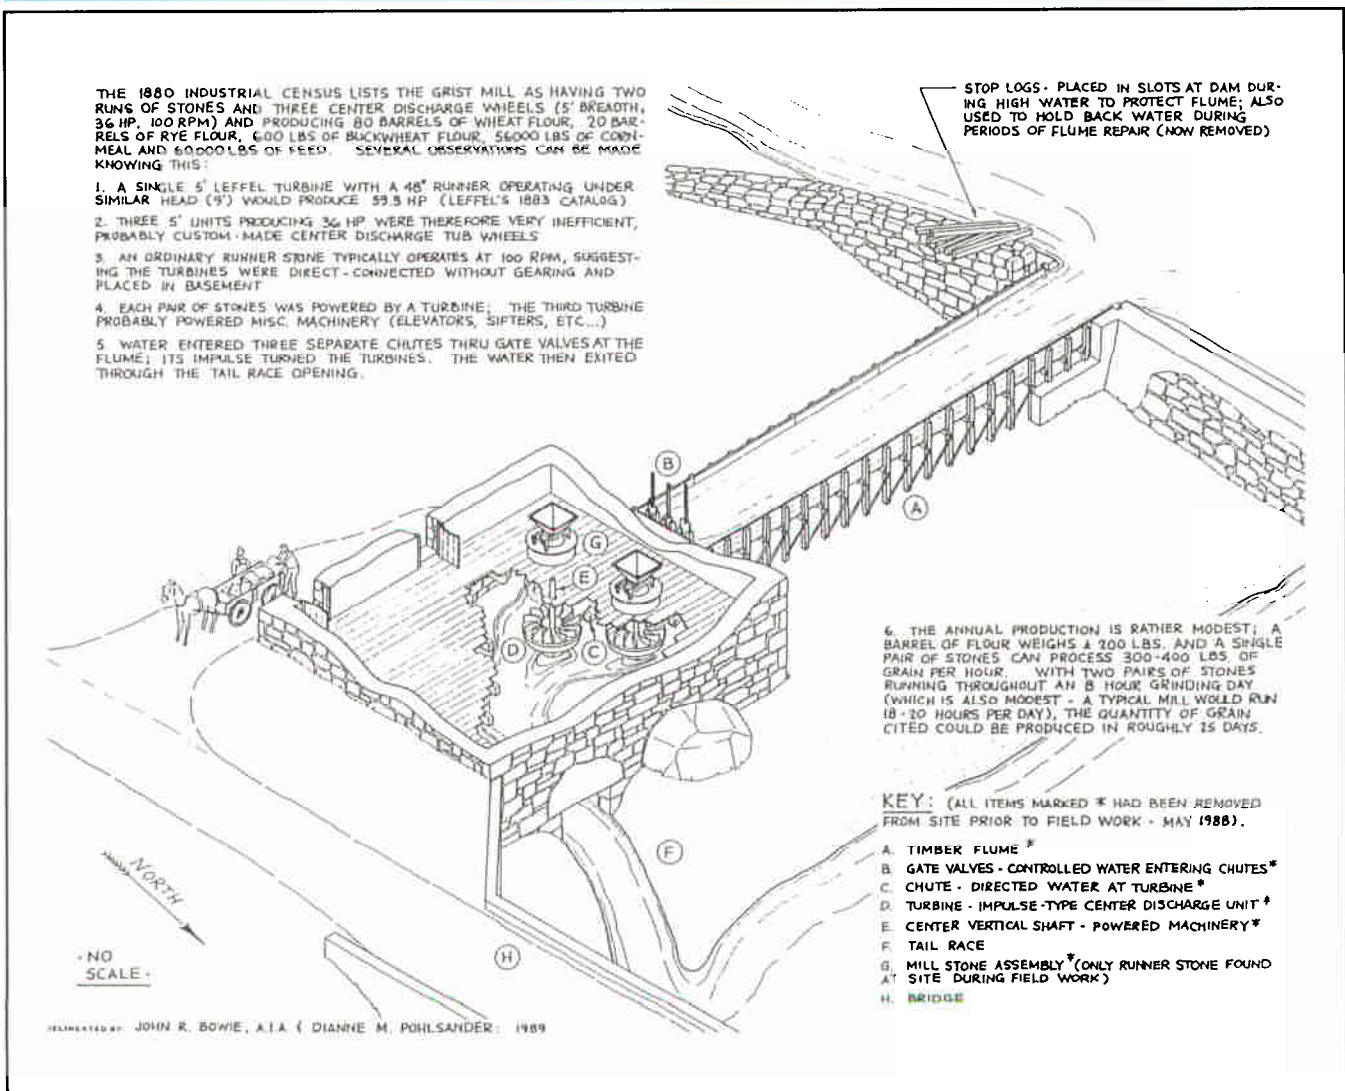 THE 1880 INDUSTRIAL CENSUS LISTS THE GRIST MILL AS HAVING TWO
RUNS OF STONES AND THREE CENTER DISCHARGE WHEELS (5' BREADTH,
36 HP, 100 RPM) AND PRODUCING 80 BARRELS OF WHEAT FLOUR, 20 BAR-
RELS OF RYE FLOUR, 600 LBS OF BUCKWHEAT FLOUR, 56000 LBS OF CORN-
MEAL AND 60000 LBS OF FEED. SEVERAL OBSERVATIONS CAN BE MADE
KNOWING THIS:
1. A SINGLE 5' LEFFEL TURBINE WITH A 48" RUNNER OPERATING UNDER
SIMILAR HEAD (9') WOULD PRODUCE 59.5 HP (LEFFEL'S 1883 CATALOG)
2. THREE 5' UNITS PRODUCING 36 HP WERE THEREFORE VERY INEFFICIENT,
PROBABLY CUSTOM-MADE CENTER DISCHARGE TUB WHEELS
3. AN ORDINARY RUNNER STONE TYPICALLY OPERATES AT 100 RPM, SUGGEST-
ING THE TURBINES WERE DIRECT-CONNECTED WITHOUT GEARING AND
PLACED IN BASEMENT
4. EACH PAIR OF STONES WAS POWERED BY A TURBINE; THE THIRD TURBINE
PROBABLY POWERED MISC. MACHINERY (ELEVATORS, SIFTERS, ETC...)
5. WATER ENTERED THREE SEPARATE CHUTES THRU GATE VALVES AT THE
FLUME; ITS IMPULSE TURNED THE TURBINES. THE WATER THEN EXITED
THROUGH THE TAIL RACE OPENING.
STOP LOGS - PLACED IN SLOTS AT DAM DUR-
ING HIGH WATER TO PROTECT FLUME; ALSO
USED TO HOLD BACK WATER DURING
PERIODS OF FLUME REPAIR (NOW REMOVED)
B
A
G
E
D
C
F
H
6. THE ANNUAL PRODUCTION IS RATHER MODEST; A
BARREL OF FLOUR WEIGHS ± 200 LBS. AND A SINGLE
PAIR OF STONES CAN PROCESS 300-400 LBS. OF
GRAIN PER HOUR. WITH TWO PAIRS OF STONES
RUNNING THROUGHOUT AN 8 HOUR GRINDING DAY
(WHICH IS ALSO MODEST - A TYPICAL MILL WOULD RUN
18-20 HOURS PER DAY), THE QUANTITY OF GRAIN
CITED COULD BE PRODUCED IN ROUGHLY 25 DAYS.
KEY: (ALL ITEMS MARKED * HAD BEEN REMOVED
FROM SITE PRIOR TO FIELD WORK - MAY 1988).
A. TIMBER FLUME *
B. GATE VALVES - CONTROLLED WATER ENTERING CHUTES*
C. CHUTE - DIRECTED WATER AT TURBINE*
D. TURBINE - IMPULSE-TYPE CENTER DISCHARGE UNIT*
E. CENTER VERTICAL SHAFT - POWERED MACHINERY*
F. TAIL RACE
G. MILL STONE ASSEMBLY* (ONLY RUNNER STONE FOUND
AT SITE DURING FIELD WORK)
H. BRIDGE
NORTH
- NO
SCALE -
DELINEATED BY: JOHN R. BOWIE, A.I.A. & DIANNE M. POHLSANDER: 1989